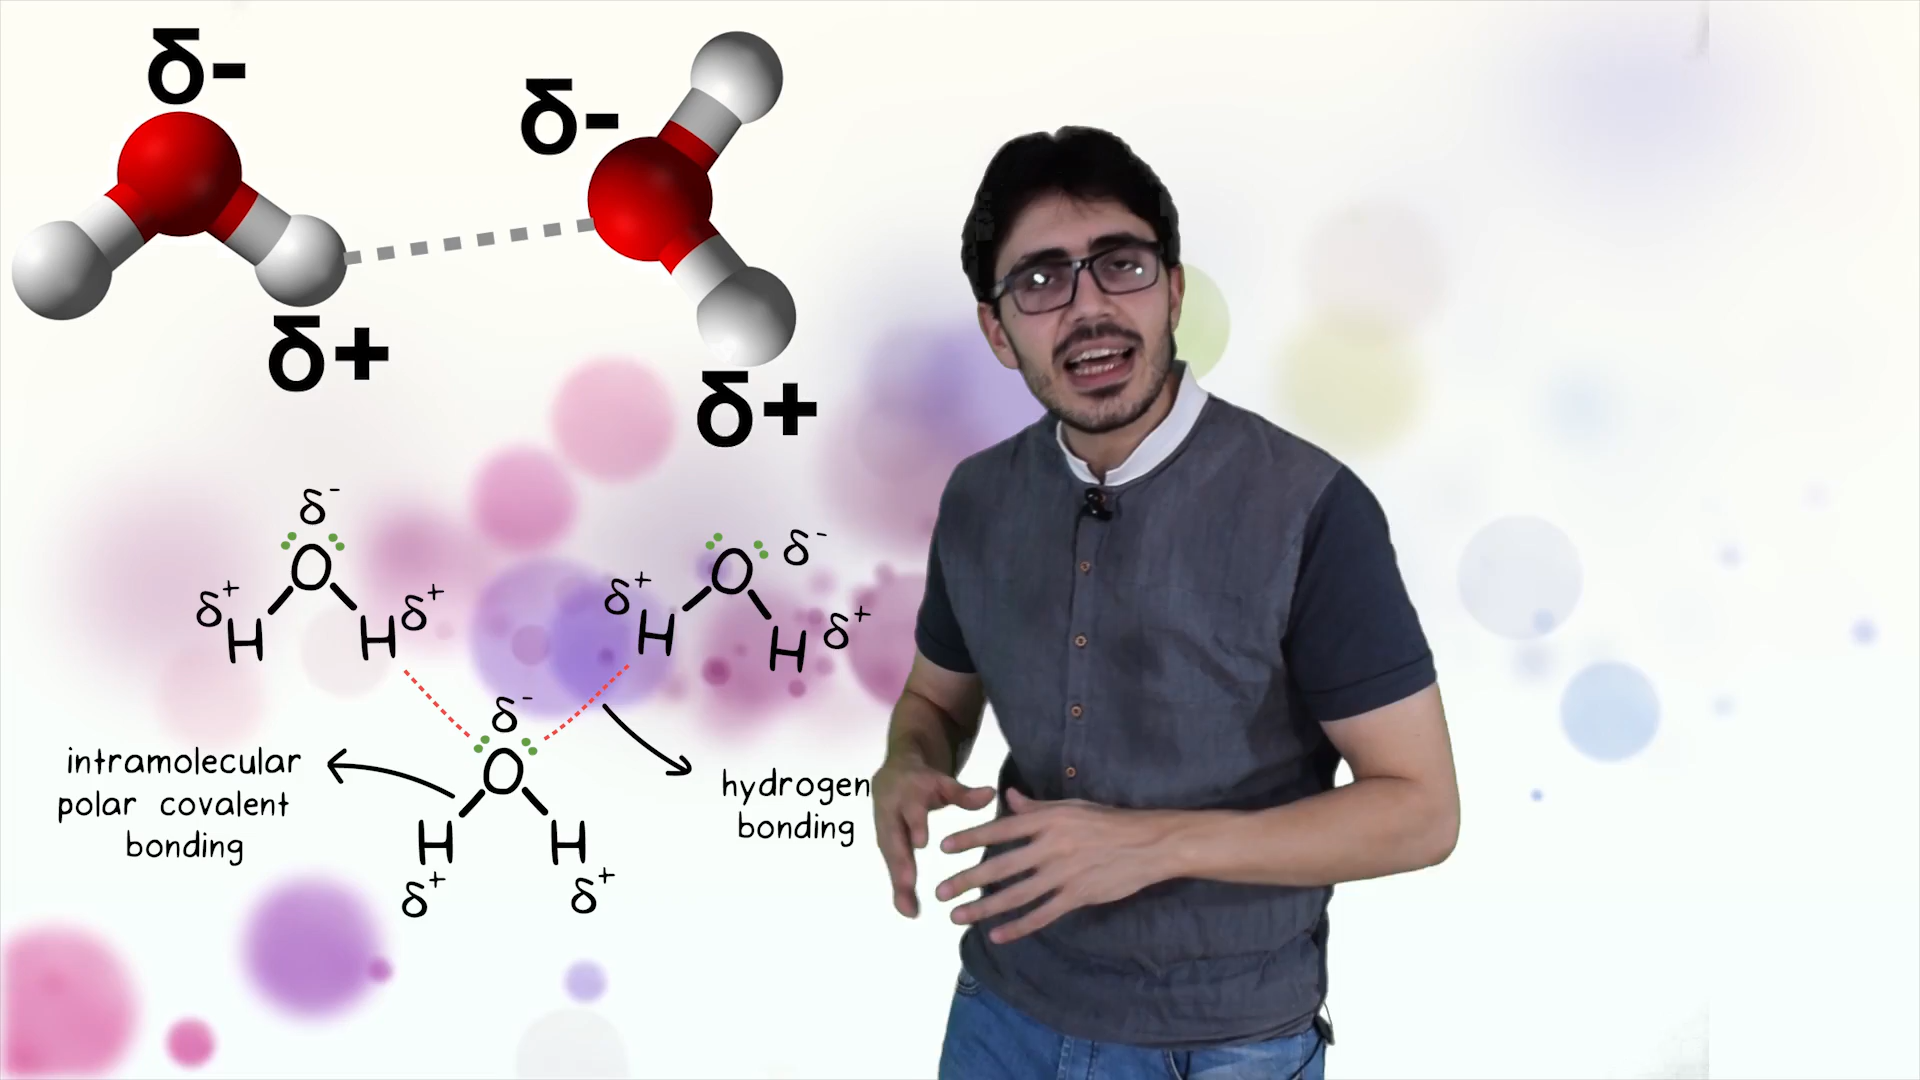 δ-
δ-
δ+
δ+
δ⁻
O
δ⁺
H
H
δ⁺
δ⁻
O
δ⁺
H
H
δ⁺
δ⁻
O
H
H
δ⁺
δ⁺
intramolecular
polar covalent
bonding
hydrogen
bonding